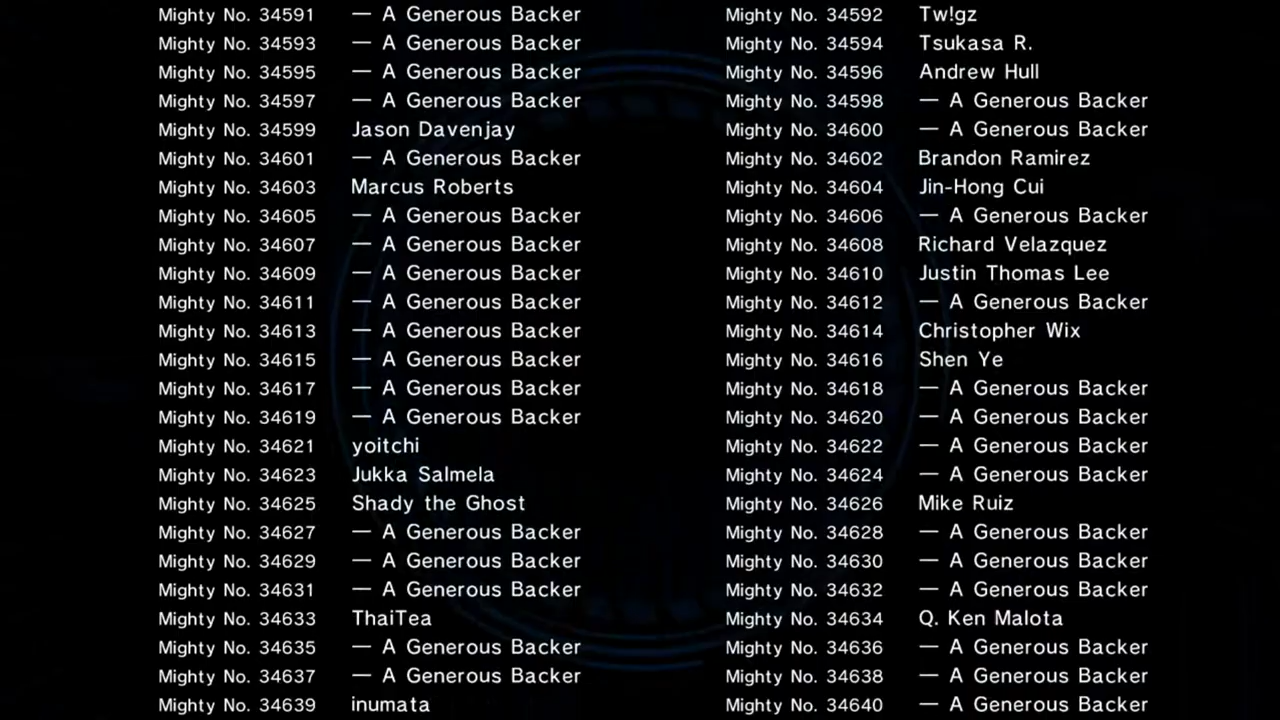 Mighty No. 34591 — A Generous Backer Mighty No. 34592 Tw!gz
Mighty No. 34593 — A Generous Backer Mighty No. 34594 Tsukasa R.
Mighty No. 34595 — A Generous Backer Mighty No. 34596 Andrew Hull
Mighty No. 34597 — A Generous Backer Mighty No. 34598 — A Generous Backer
Mighty No. 34599 Jason Davenjay Mighty No. 34600 — A Generous Backer
Mighty No. 34601 — A Generous Backer Mighty No. 34602 Brandon Ramirez
Mighty No. 34603 Marcus Roberts Mighty No. 34604 Jin-Hong Cui
Mighty No. 34605 — A Generous Backer Mighty No. 34606 — A Generous Backer
Mighty No. 34607 — A Generous Backer Mighty No. 34608 Richard Velazquez
Mighty No. 34609 — A Generous Backer Mighty No. 34610 Justin Thomas Lee
Mighty No. 34611 — A Generous Backer Mighty No. 34612 — A Generous Backer
Mighty No. 34613 — A Generous Backer Mighty No. 34614 Christopher Wix
Mighty No. 34615 — A Generous Backer Mighty No. 34616 Shen Ye
Mighty No. 34617 — A Generous Backer Mighty No. 34618 — A Generous Backer
Mighty No. 34619 — A Generous Backer Mighty No. 34620 — A Generous Backer
Mighty No. 34621 yoitchi Mighty No. 34622 — A Generous Backer
Mighty No. 34623 Jukka Salmela Mighty No. 34624 — A Generous Backer
Mighty No. 34625 Shady the Ghost Mighty No. 34626 Mike Ruiz
Mighty No. 34627 — A Generous Backer Mighty No. 34628 — A Generous Backer
Mighty No. 34629 — A Generous Backer Mighty No. 34630 — A Generous Backer
Mighty No. 34631 — A Generous Backer Mighty No. 34632 — A Generous Backer
Mighty No. 34633 ThaiTea Mighty No. 34634 Q. Ken Malota
Mighty No. 34635 — A Generous Backer Mighty No. 34636 — A Generous Backer
Mighty No. 34637 — A Generous Backer Mighty No. 34638 — A Generous Backer
Mighty No. 34639 inumata Mighty No. 34640 — A Generous Backer